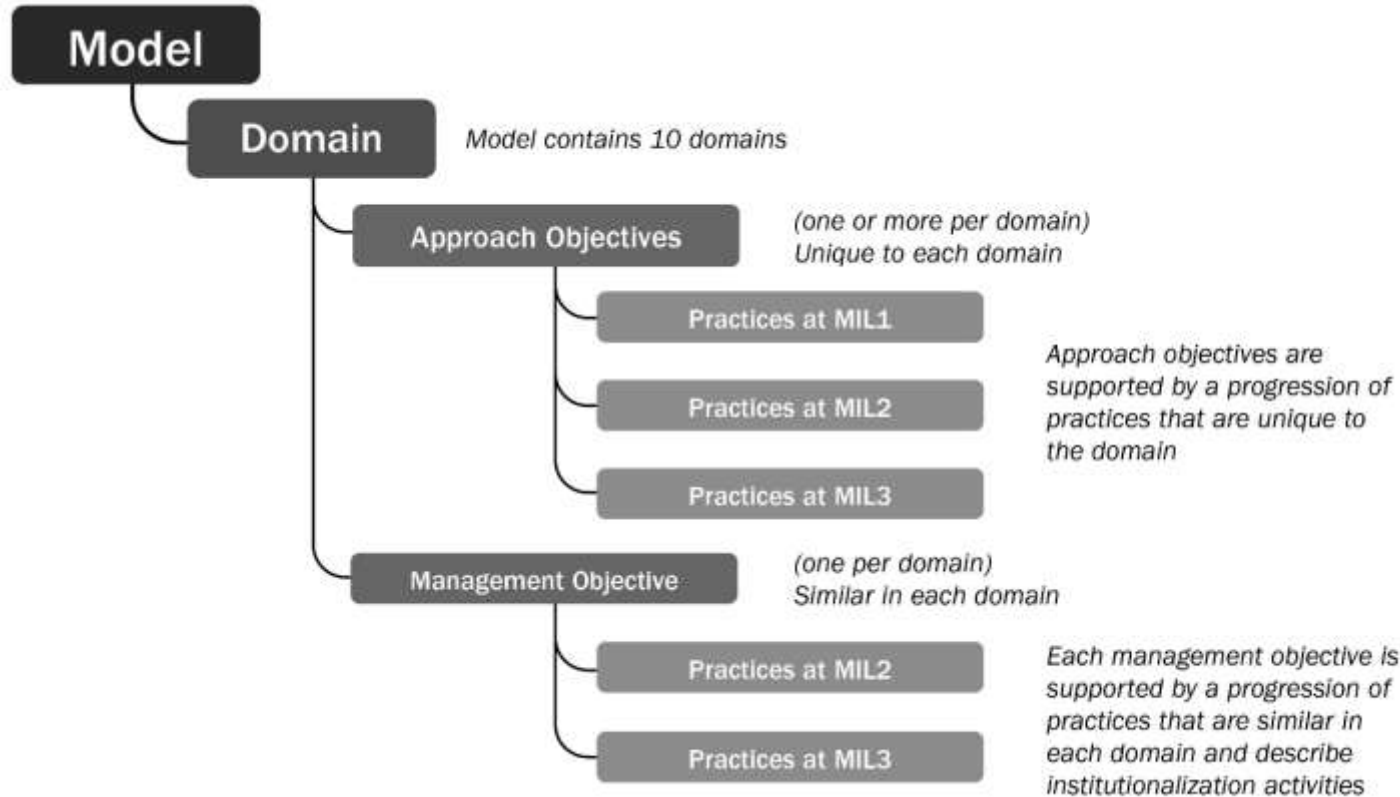 Model
Domain
Model contains 10 domains
Approach Objectives
(one or more per domain)
Unique to each domain
Practices at MIL1
Practices at MIL2
Practices at MIL3
Approach objectives are
supported by a progression of
practices that are unique to
the domain
Management Objective
(one per domain)
Similar in each domain
Practices at MIL2
Practices at MIL3
Each management objective is
supported by a progression of
practices that are similar in
each domain and describe
institutionalization activities